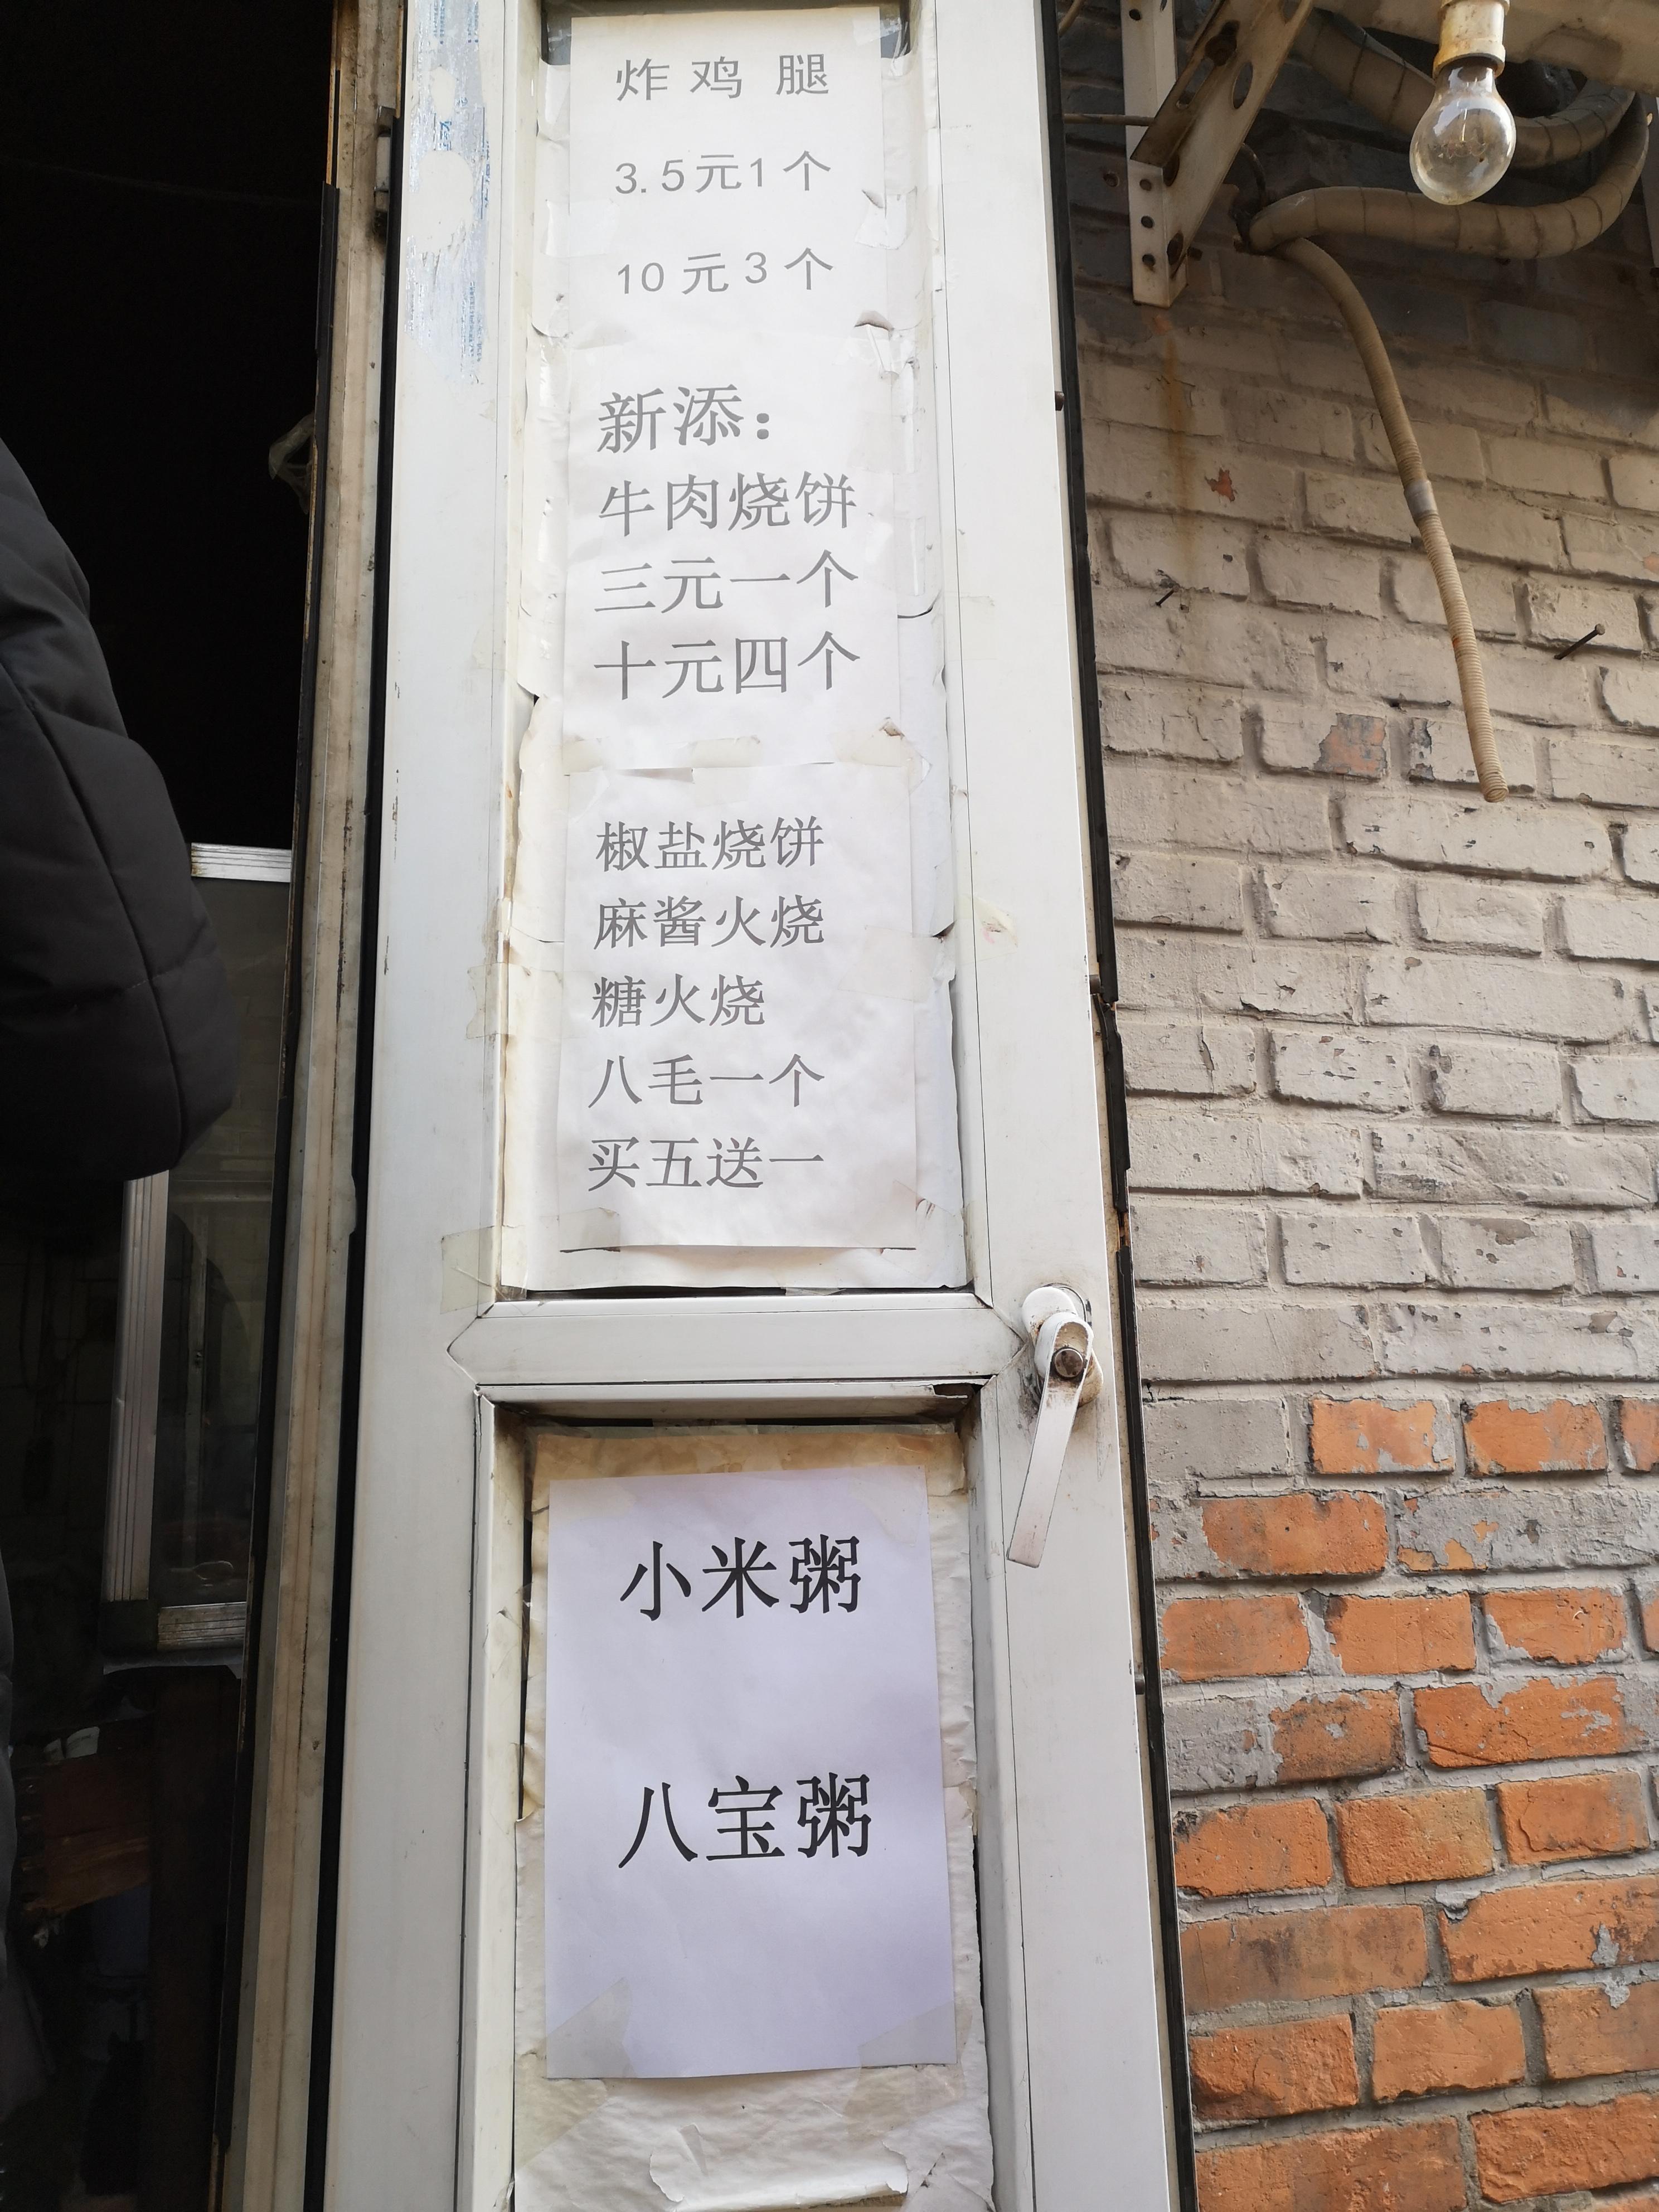 炸鸡腿
3.5元1个
10元3个
新添：
牛肉烧饼
三元一个
十元四个
椒盐烧饼
麻酱火烧
糖火烧
八毛一个
买五送一
小米粥
八宝粥